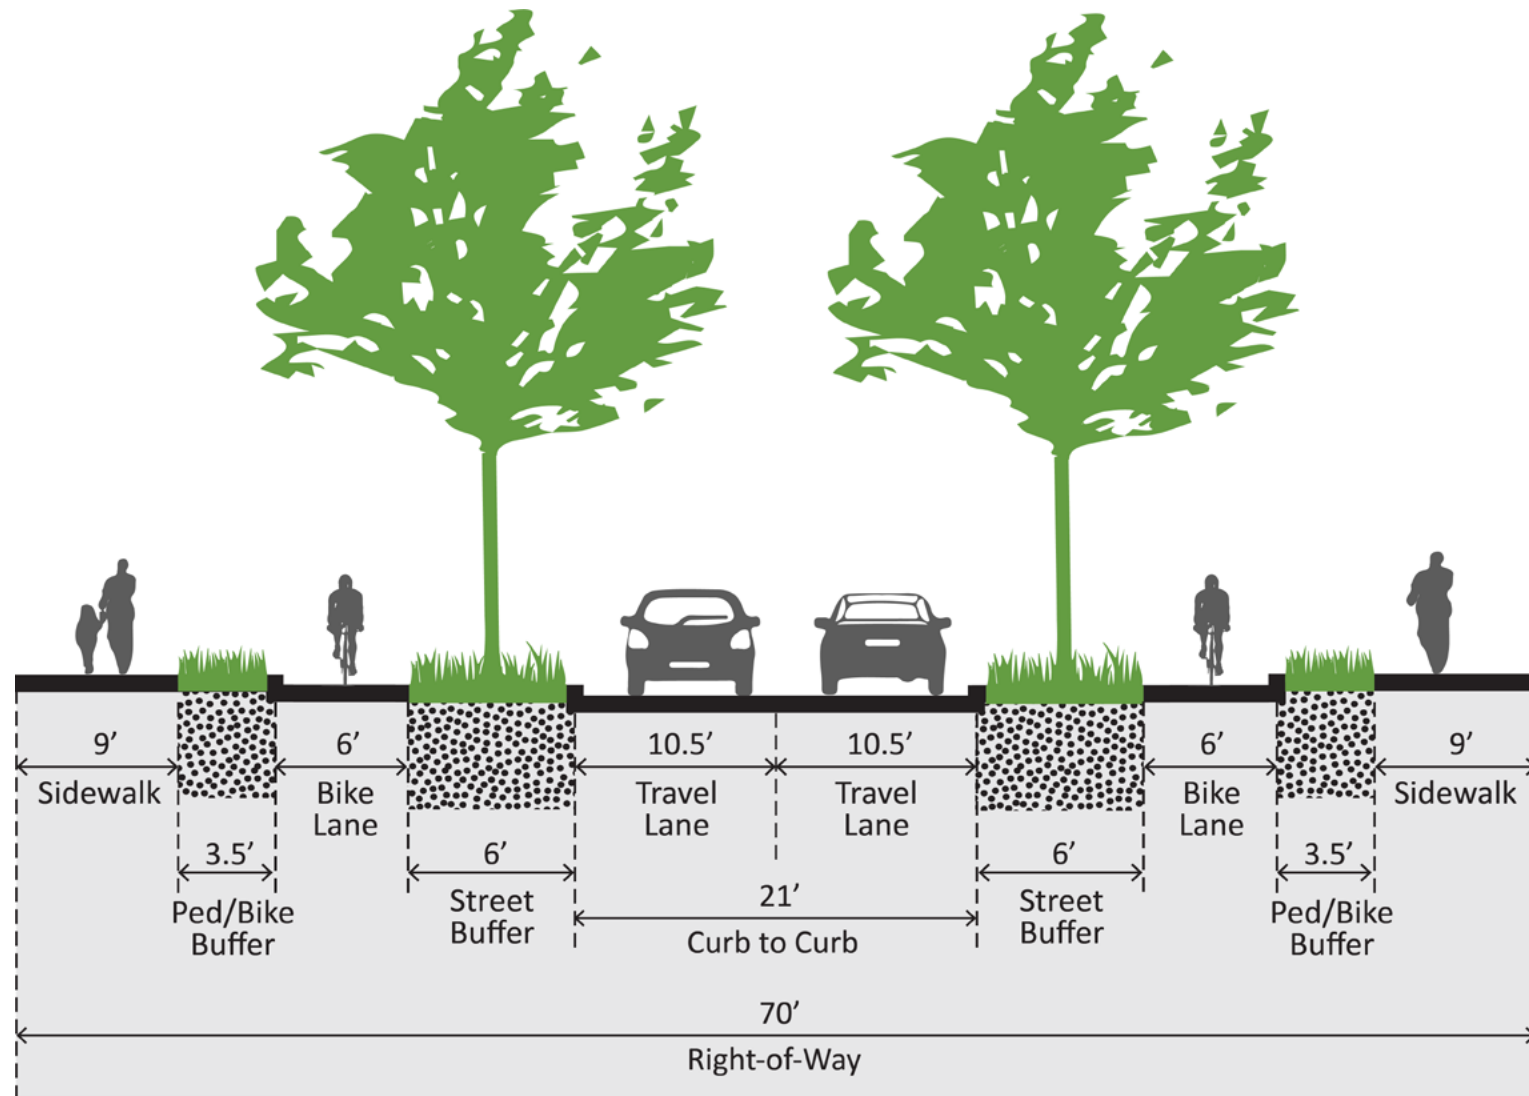 9’
6’
10.5’
10.5’
6’
9’
Sidewalk
Bike
Lane
Travel
Lane
Travel
Lane
Bike
Lane
Sidewalk
3.5’
6’
6’
3.5’
Ped/Bike
Buffer
Street
Buffer
21’
Curb to Curb
Street
Buffer
Ped/Bike
Buffer
70’
Right-of-Way